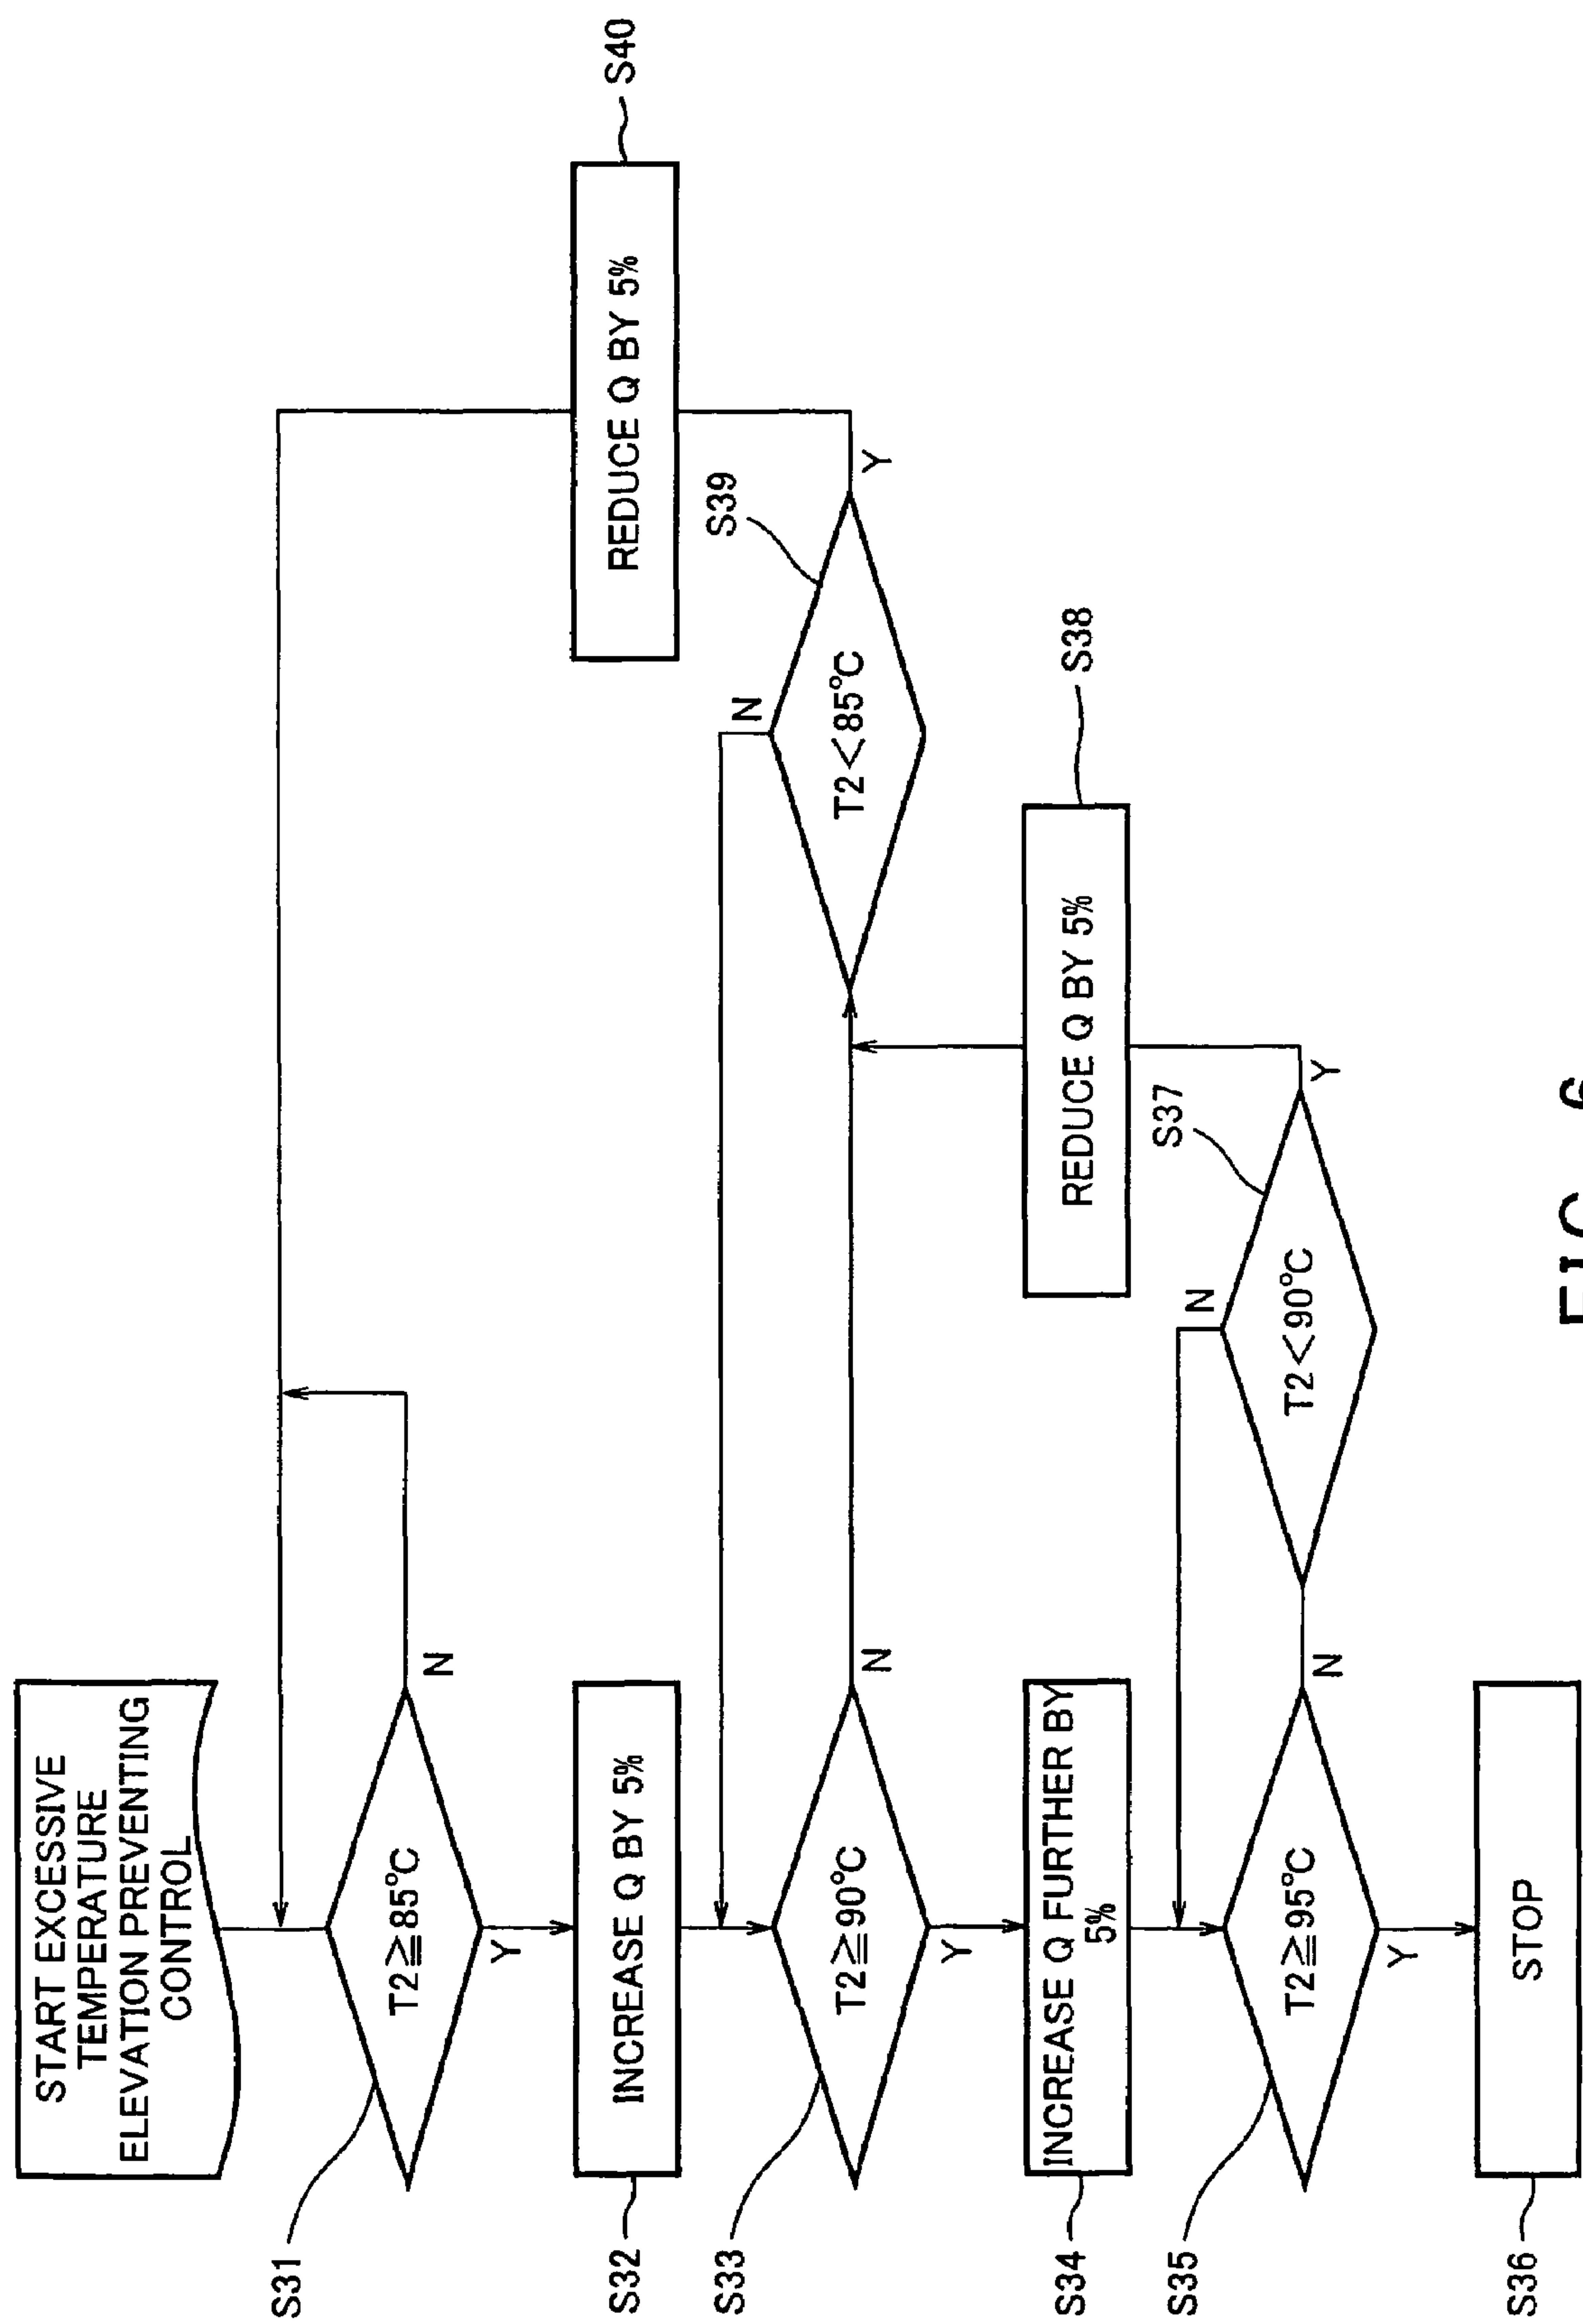 START EXCESSIVE
TEMPERATURE
ELEVATION PREVENTING
CONTROL
S31
T2≧85°C
N
Y
S32
INCREASE Q BY 5%
S33
T2≧90°C
N
Y
S34
INCREASE Q FURTHER BY
5%
S35
T2≧95°C
N
Y
S36
STOP
S37
T2<90°C
N
Y
S38
REDUCE Q BY 5%
S39
T2<85°C
N
Y
S40
REDUCE Q BY 5%